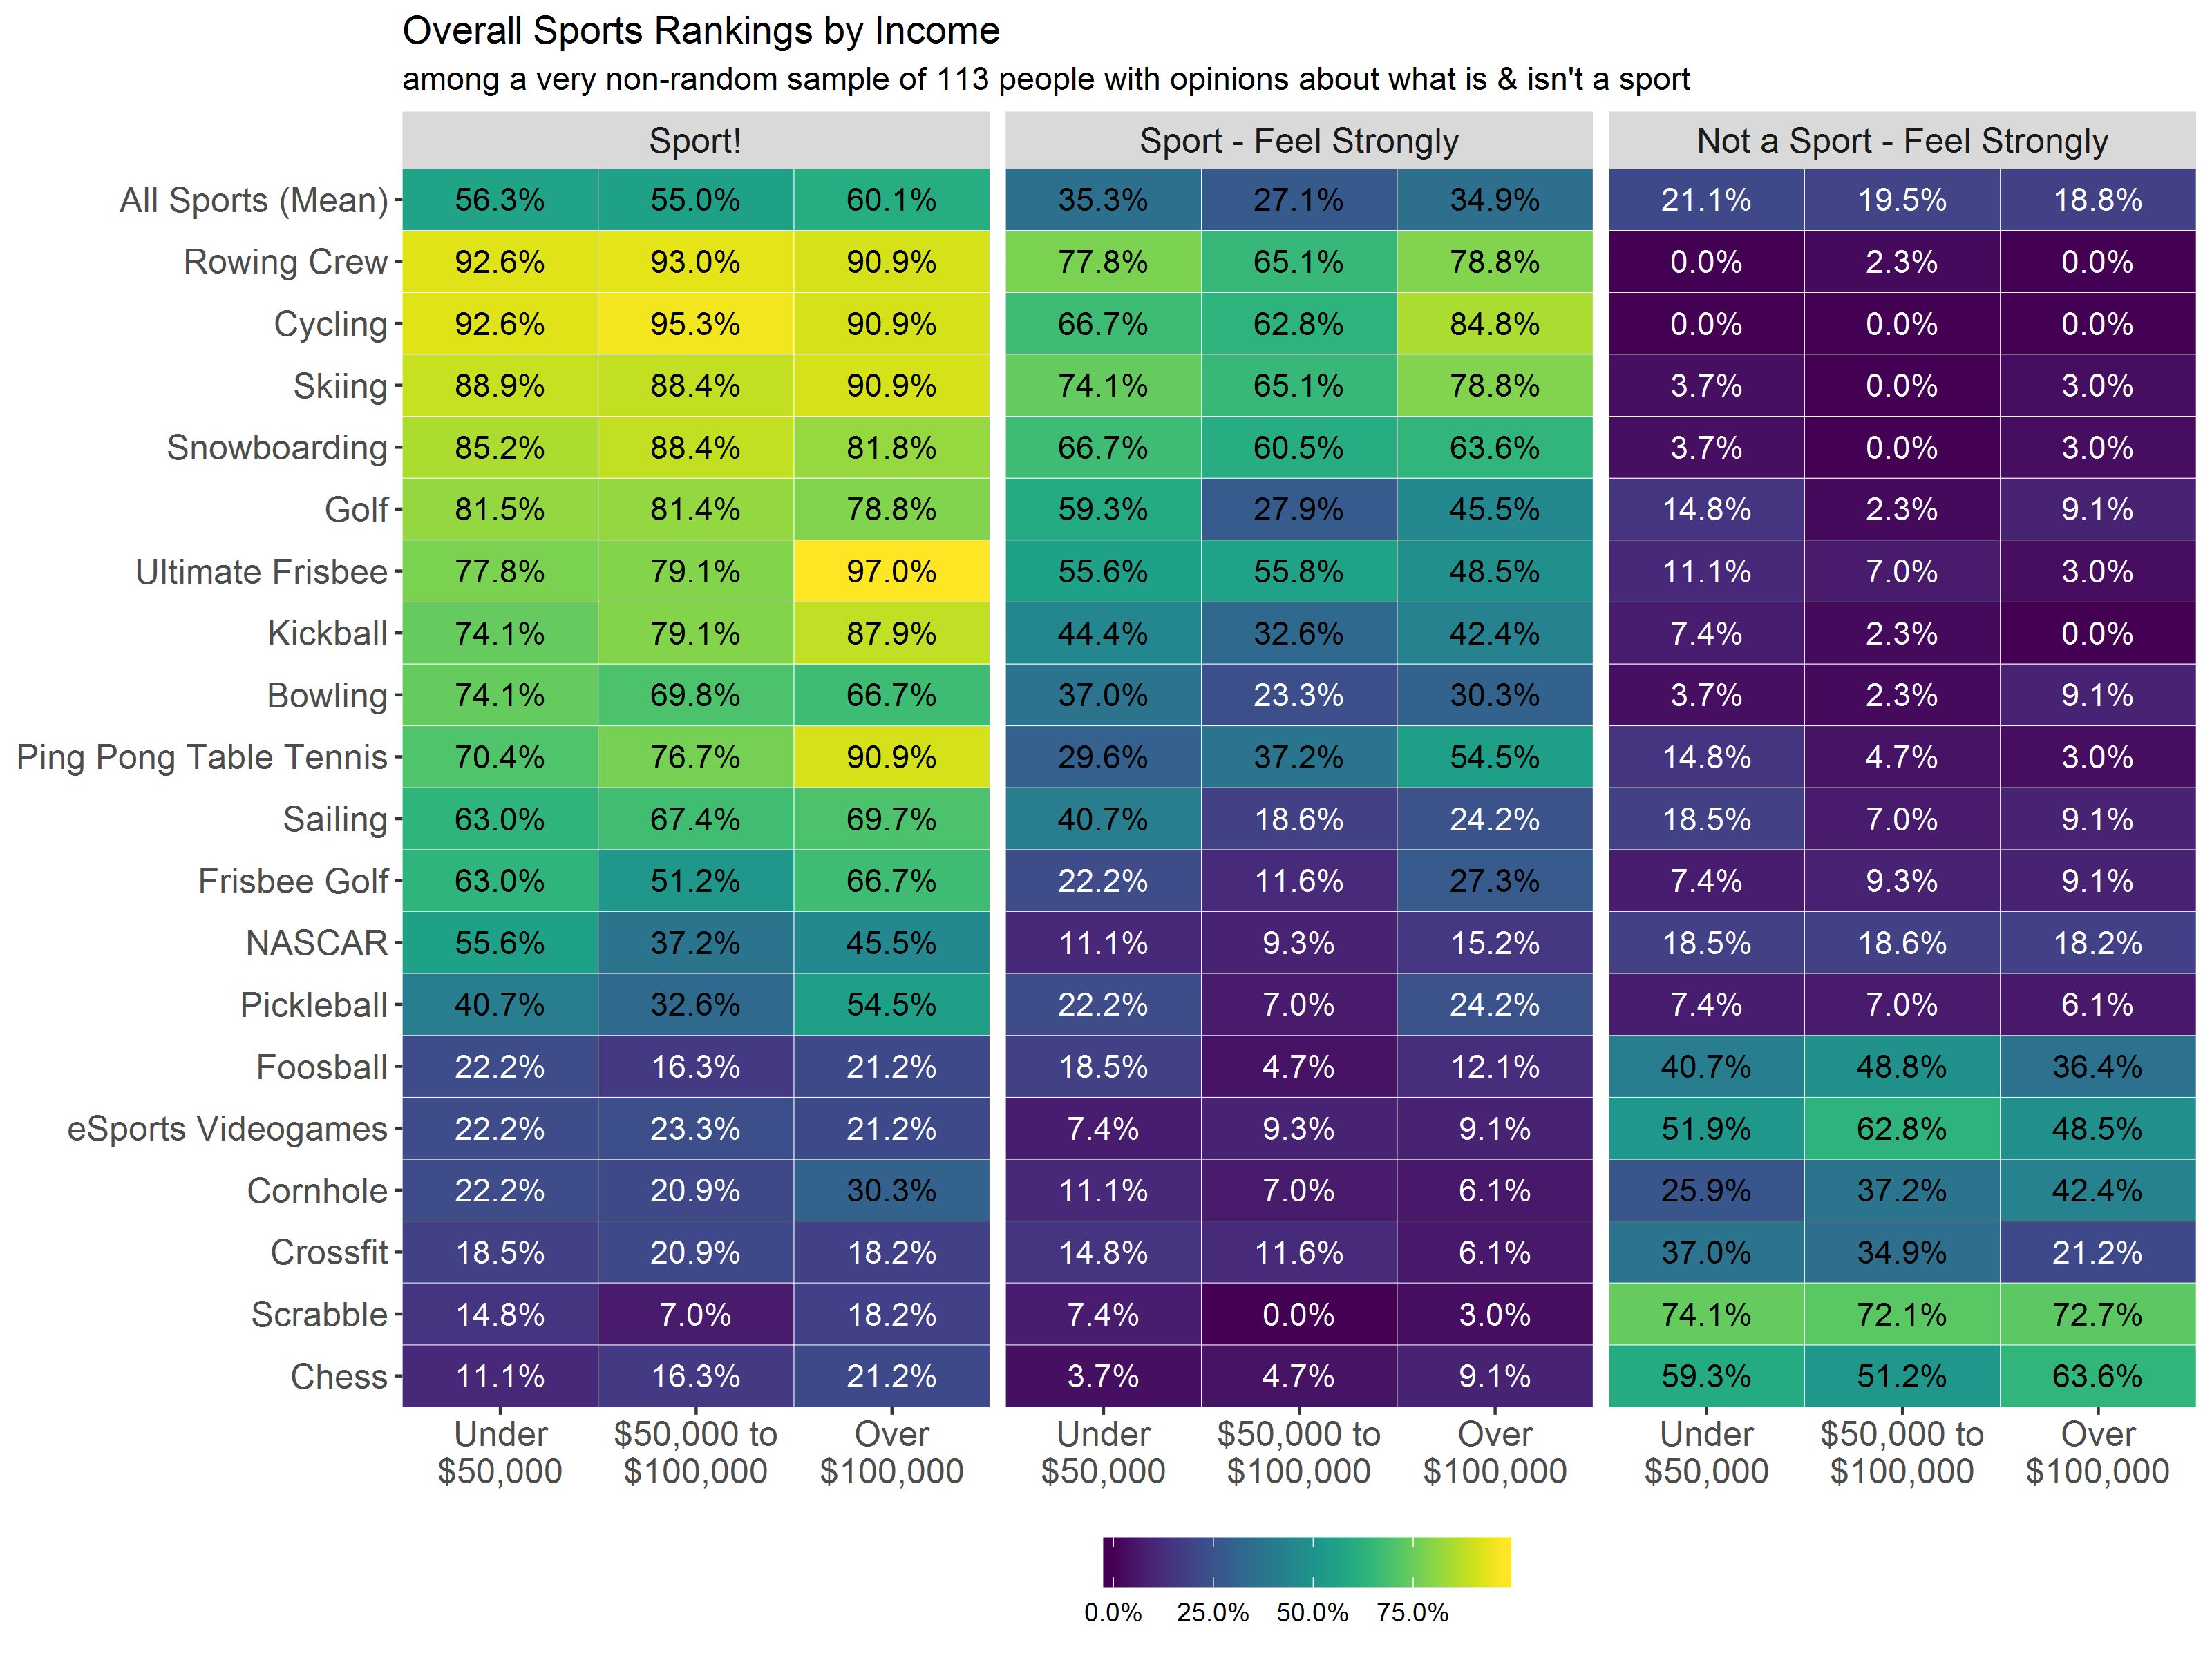 Overall Sports Rankings by Income
among a very non-random sample of 113 people with opinions about what is & isn't a sport
Sport! Sport - Feel Strongly Not a Sport - Feel Strongly
All Sports (Mean) 56.3% 55.0% 60.1% 35.3% 27.1% 34.9% 21.1% 19.5% 18.8%
Rowing Crew 92.6% 93.0% 90.9% 77.8% 65.1% 78.8% 0.0% 2.3% 0.0%
Cycling 92.6% 95.3% 90.9% 66.7% 62.8% 84.8% 0.0% 0.0% 0.0%
Skiing 88.9% 88.4% 90.9% 74.1% 65.1% 78.8% 3.7% 0.0% 3.0%
Snowboarding 85.2% 88.4% 81.8% 66.7% 60.5% 63.6% 3.7% 0.0% 3.0%
Golf 81.5% 81.4% 78.8% 59.3% 27.9% 45.5% 14.8% 2.3% 9.1%
Ultimate Frisbee 77.8% 79.1% 97.0% 55.6% 55.8% 48.5% 11.1% 7.0% 3.0%
Kickball 74.1% 79.1% 87.9% 44.4% 32.6% 42.4% 7.4% 2.3% 0.0%
Bowling 74.1% 69.8% 66.7% 37.0% 23.3% 30.3% 3.7% 2.3% 9.1%
Ping Pong Table Tennis 70.4% 76.7% 90.9% 29.6% 37.2% 54.5% 14.8% 4.7% 3.0%
Sailing 63.0% 67.4% 69.7% 40.7% 18.6% 24.2% 18.5% 7.0% 9.1%
Frisbee Golf 63.0% 51.2% 66.7% 22.2% 11.6% 27.3% 7.4% 9.3% 9.1%
NASCAR 55.6% 37.2% 45.5% 11.1% 9.3% 15.2% 18.5% 18.6% 18.2%
Pickleball 40.7% 32.6% 54.5% 22.2% 7.0% 24.2% 7.4% 7.0% 6.1%
Foosball 22.2% 16.3% 21.2% 18.5% 4.7% 12.1% 40.7% 48.8% 36.4%
eSports Videogames 22.2% 23.3% 21.2% 7.4% 9.3% 9.1% 51.9% 62.8% 48.5%
Cornhole 22.2% 20.9% 30.3% 11.1% 7.0% 6.1% 25.9% 37.2% 42.4%
Crossfit 18.5% 20.9% 18.2% 14.8% 11.6% 6.1% 37.0% 34.9% 21.2%
Scrabble 14.8% 7.0% 18.2% 7.4% 0.0% 3.0% 74.1% 72.1% 72.7%
Chess 11.1% 16.3% 21.2% 3.7% 4.7% 9.1% 59.3% 51.2% 63.6%
Under $50,000 to Over Under $50,000 to Over Under $50,000 to Over
$50,000 $100,000 $100,000 $50,000 $100,000 $100,000 $50,000 $100,000 $100,000
0.0% 25.0% 50.0% 75.0%